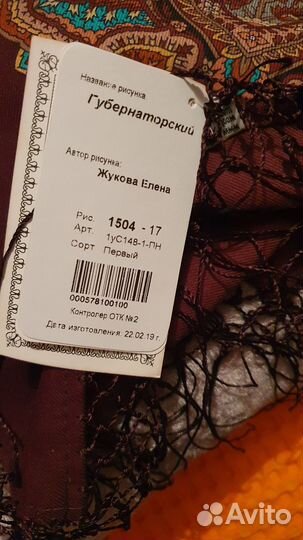 Название рисунка
Губернаторский
Автор рисунка:
Жукова Елена
Рис. 1504 - 17
Арт. 1уС148-1-ПН
Сорт Первый
000578100100
Контролер ОТК №2
Дата изготовления: 22.02.19 г.
Avito